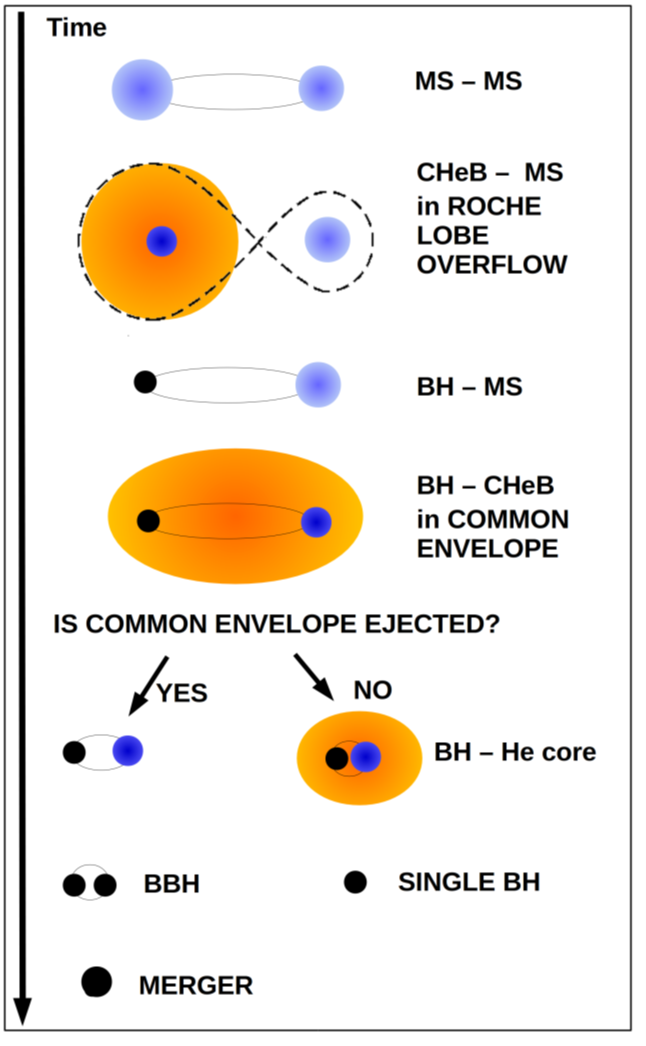 Time
MS – MS
CHeB – MS
in ROCHE
LOBE
OVERFLOW
BH – MS
BH – CHeB
in COMMON
ENVELOPE
IS COMMON ENVELOPE EJECTED?
YES
NO
BH – He core
BBH
SINGLE BH
MERGER